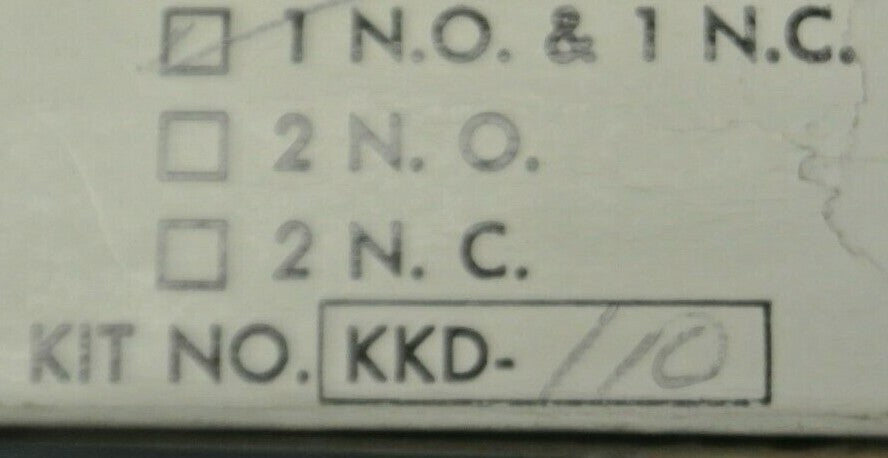 1 N.O. & 1 N.C.
2 N. O.
2 N. C.
KIT NO. KKD-110